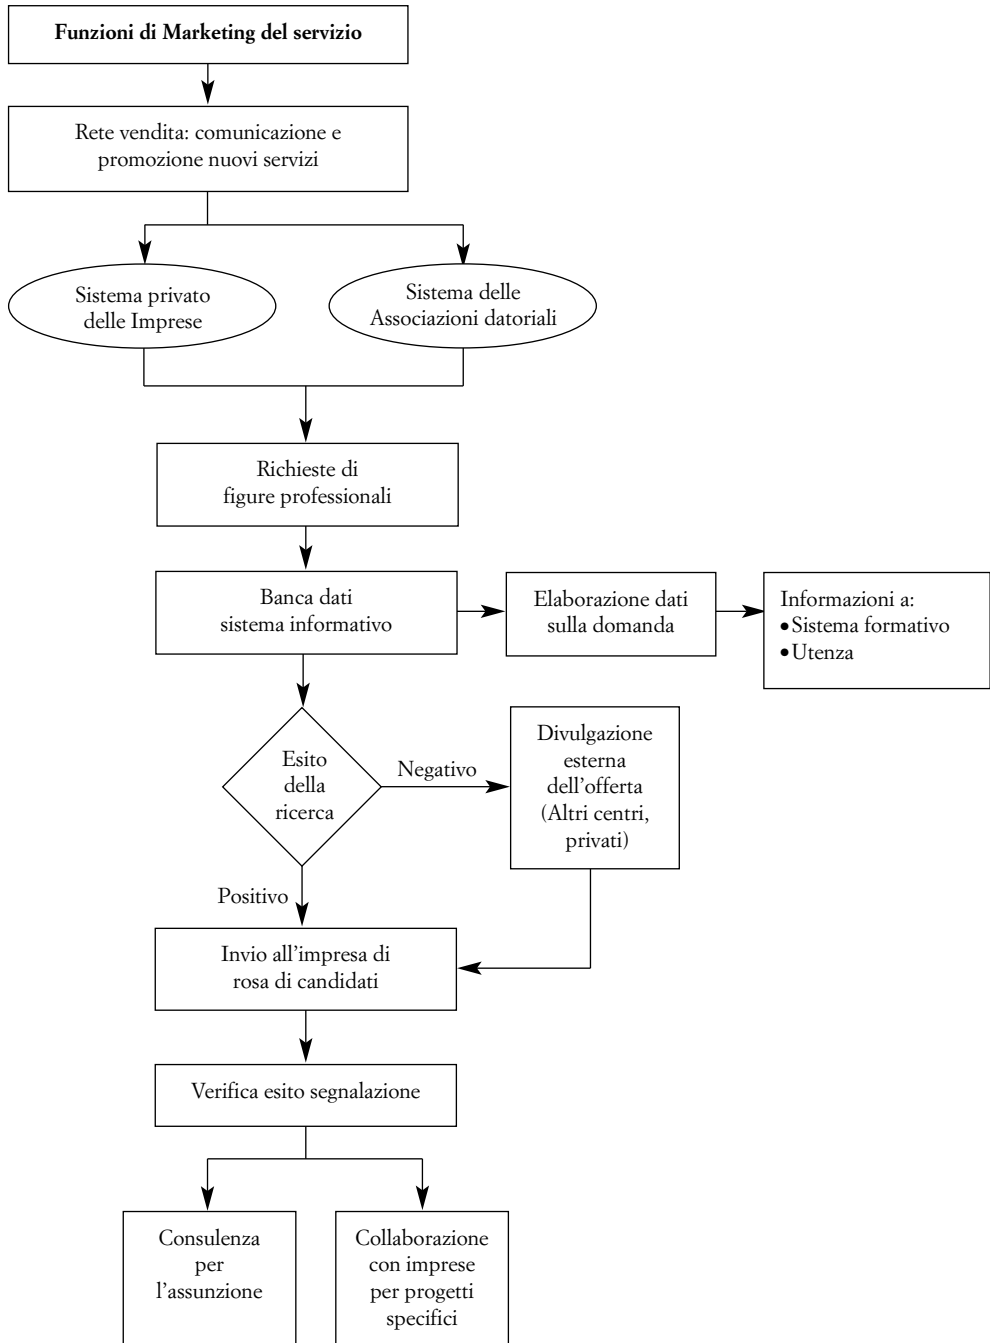 Funzioni di Marketing del servizio
Rete vendita: comunicazione e
promozione nuovi servizi
Sistema privato
delle Imprese
Sistema delle
Associazioni datoriali
Richieste di
figure professionali
Banca dati
sistema informativo
Elaborazione dati
sulla domanda
Informazioni a:
•Sistema formativo
•Utenza
Esito
della
ricerca
Negativo
Divulgazione
esterna
dell'offerta
(Altri centri,
privati)
Positivo
Invio all'impresa di
rosa di candidati
Verifica esito segnalazione
Consulenza
per
l'assunzione
Collaborazione
con imprese
per progetti
specifici